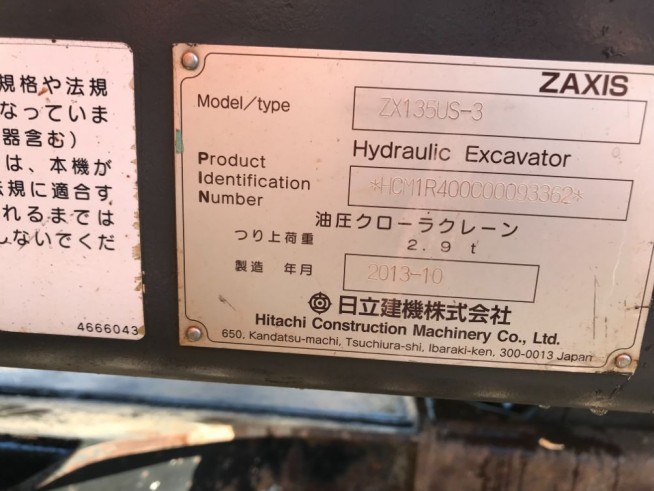 規格や法規
なっていま
器含む)
は、本機が
法規に適合す
れるまでは
しないでくだ
4666043
ZAXIS
Model/type ZX135US-3
Hydraulic Excavator
Product
Identification
Number
*HCM1R400C00093362*
油圧クローラクレーン
つり上荷重 2.9t
製造 年月 2013-10
日立建機株式会社
Hitachi Construction Machinery Co., Ltd.
650, Kandatsu-machi, Tsuchiura-shi, Ibaraki-ken, 300-0013 Japan